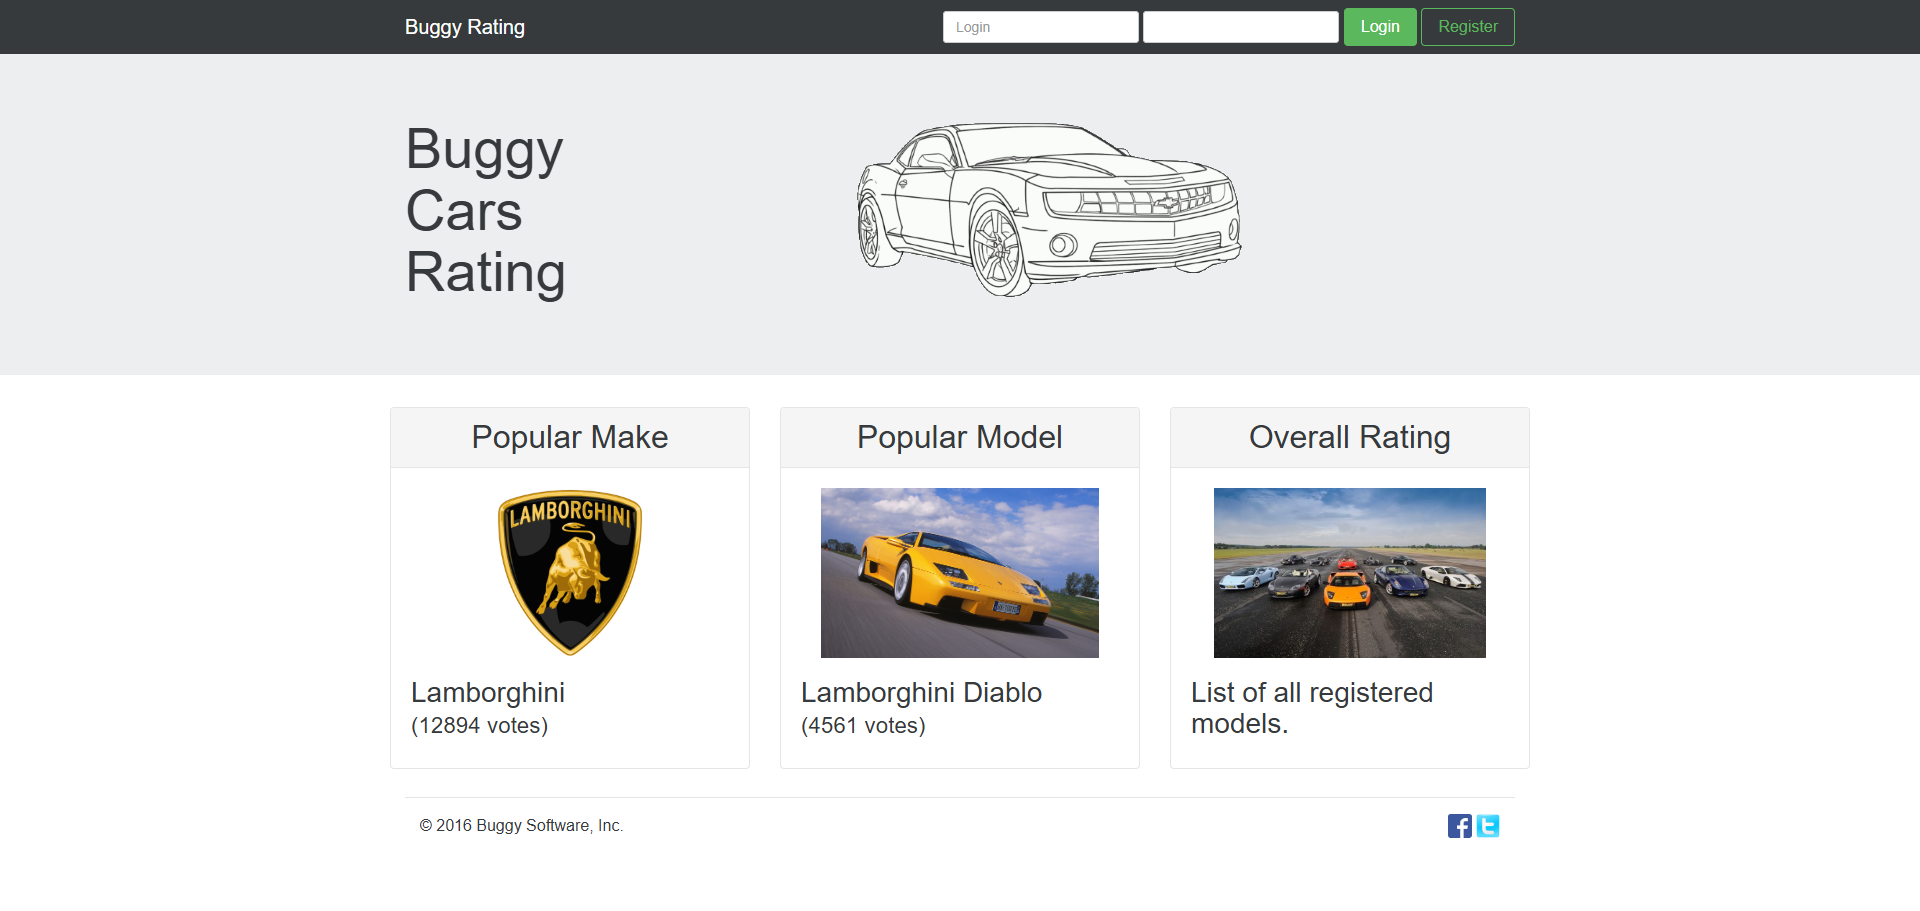 Buggy Rating
Login
Login
Register
Buggy
Cars
Rating
Popular Make
LAMBORGHINI
Lamborghini
(12894 votes)
Popular Model
Lamborghini Diablo
(4561 votes)
Overall Rating
List of all registered
models.
© 2016 Buggy Software, Inc.